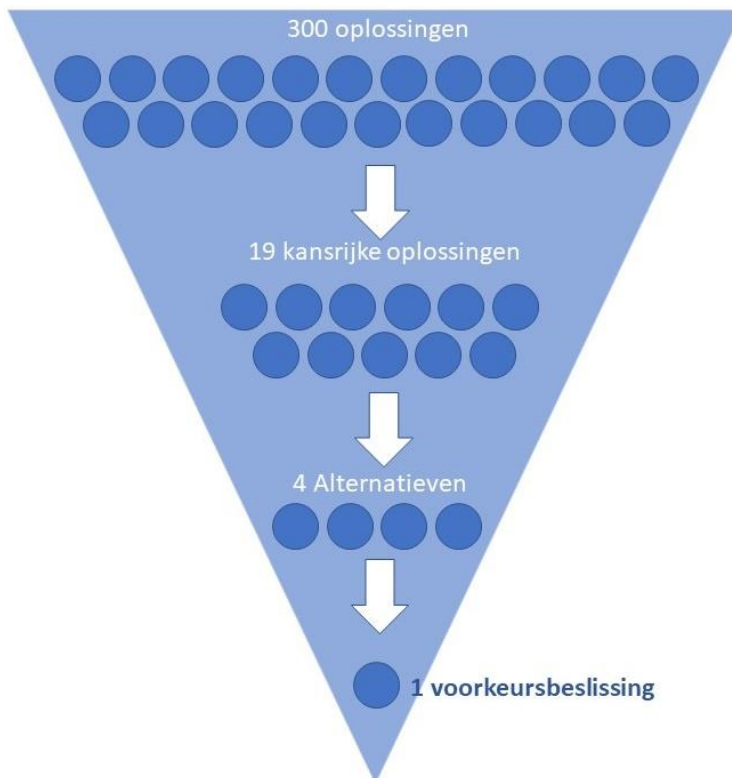 300 oplossingen
19 kansrijke oplossingen
4 Alternatieven
1 voorkeursbeslissing